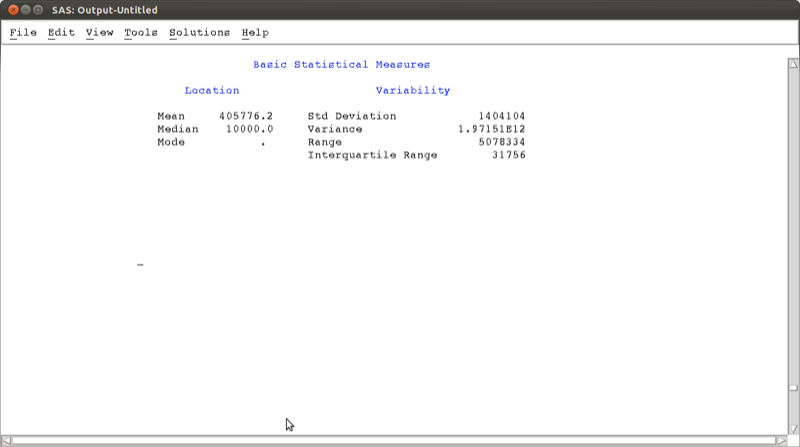 SAS: Output-Untitled
File Edit View Tools Solutions Help
Basic Statistical Measures
Location Variability
Mean 405776.2 Std Deviation 1404104
Median 10000.0 Variance 1.97151E12
Mode . Range 5078334
Interquartile Range 31756